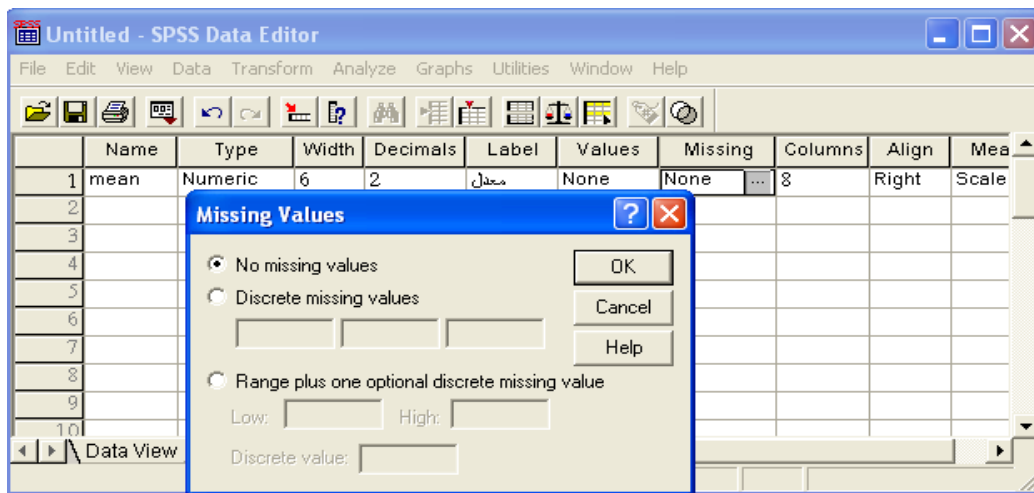 SPSS
Untitled - SPSS Data Editor
File Edit View Data Transform Analyze Graphs Utilities Window Help
Name Type Width Decimals Label Values Missing Columns Align Mea
1 mean Numeric 6 2 معدل None None ... 8 Right Scale
2
3
4
5
6
7
8
9
10
Missing Values
No missing values
OK
Discrete missing values
Cancel
Help
Range plus one optional discrete missing value
Low: High:
Discrete value:
Data View